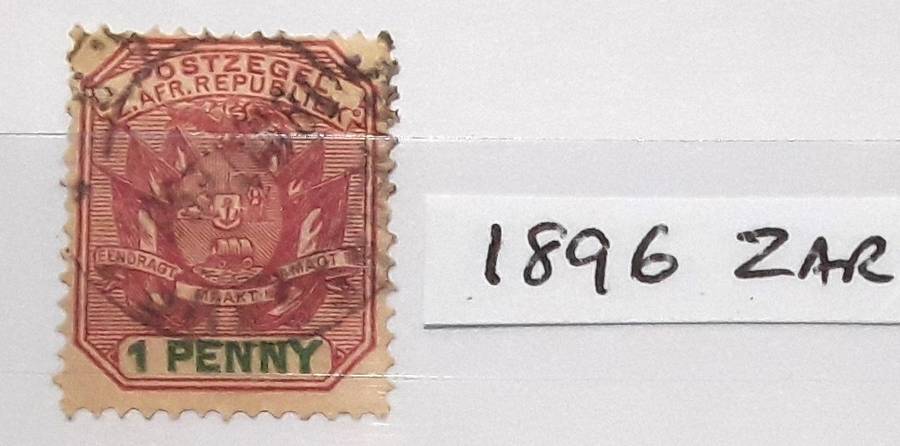 POSTZEGEL
Z.AFR.REPUBLIEK
EENDRAGT
MAAKT
MAGT
1 PENNY
1896 ZAR